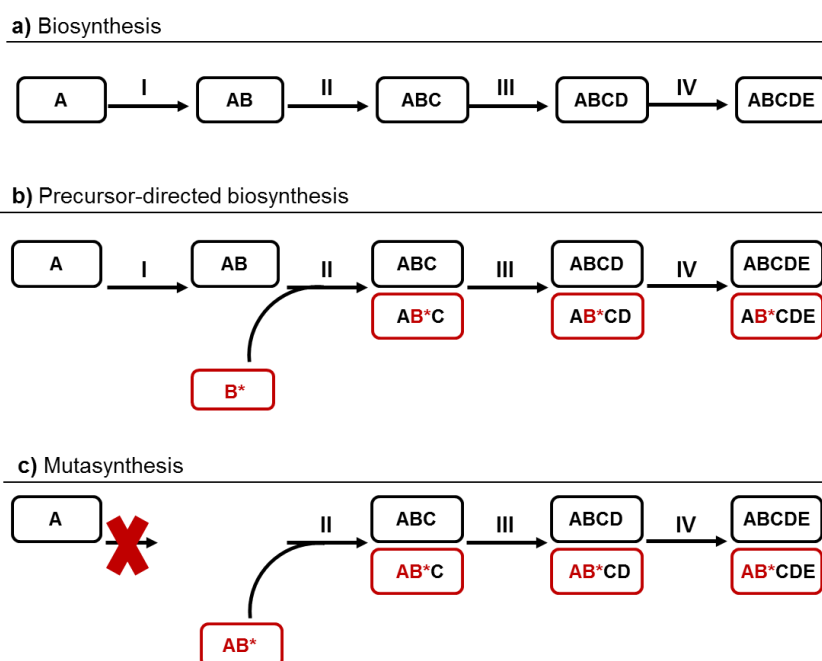 a) Biosynthesis
I II III IV
A AB ABC ABCD ABCDE
b) Precursor-directed biosynthesis
A I AB II ABC III ABCD IV ABCDE
AB*C AB*CD AB*CDE
B*
c) Mutasynthesis
A II ABC III ABCD IV ABCDE
AB*C AB*CD AB*CDE
AB*